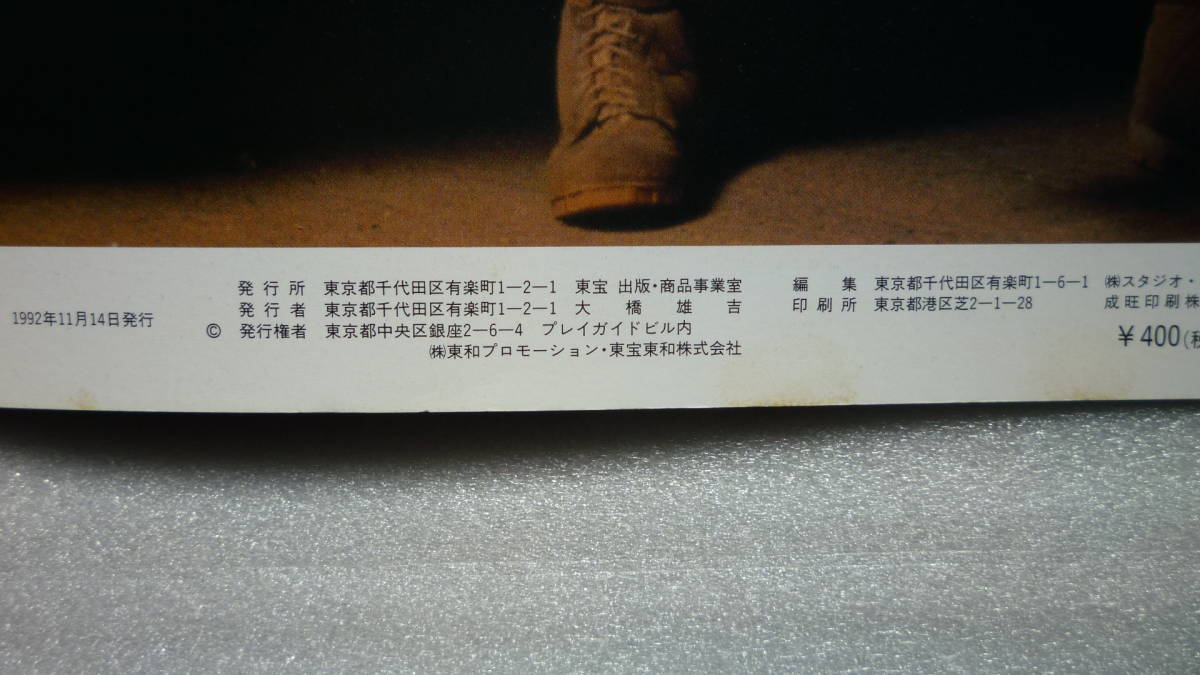 1992年11月14日発行
発行所 東京都千代田区有楽町1―2―1 東宝 出版・商品事業室
発行者 東京都千代田区有楽町1―2―1 大橋雄吉
© 発行権者 東京都中央区銀座2―6―4 プレイガイドビル内
㈱東和プロモーション・東宝東和株式会社
編集 東京都千代田区有楽町1―6―1 ㈱スタジオ・
印刷所 東京都港区芝2―1―28 成旺印刷株
¥400(税